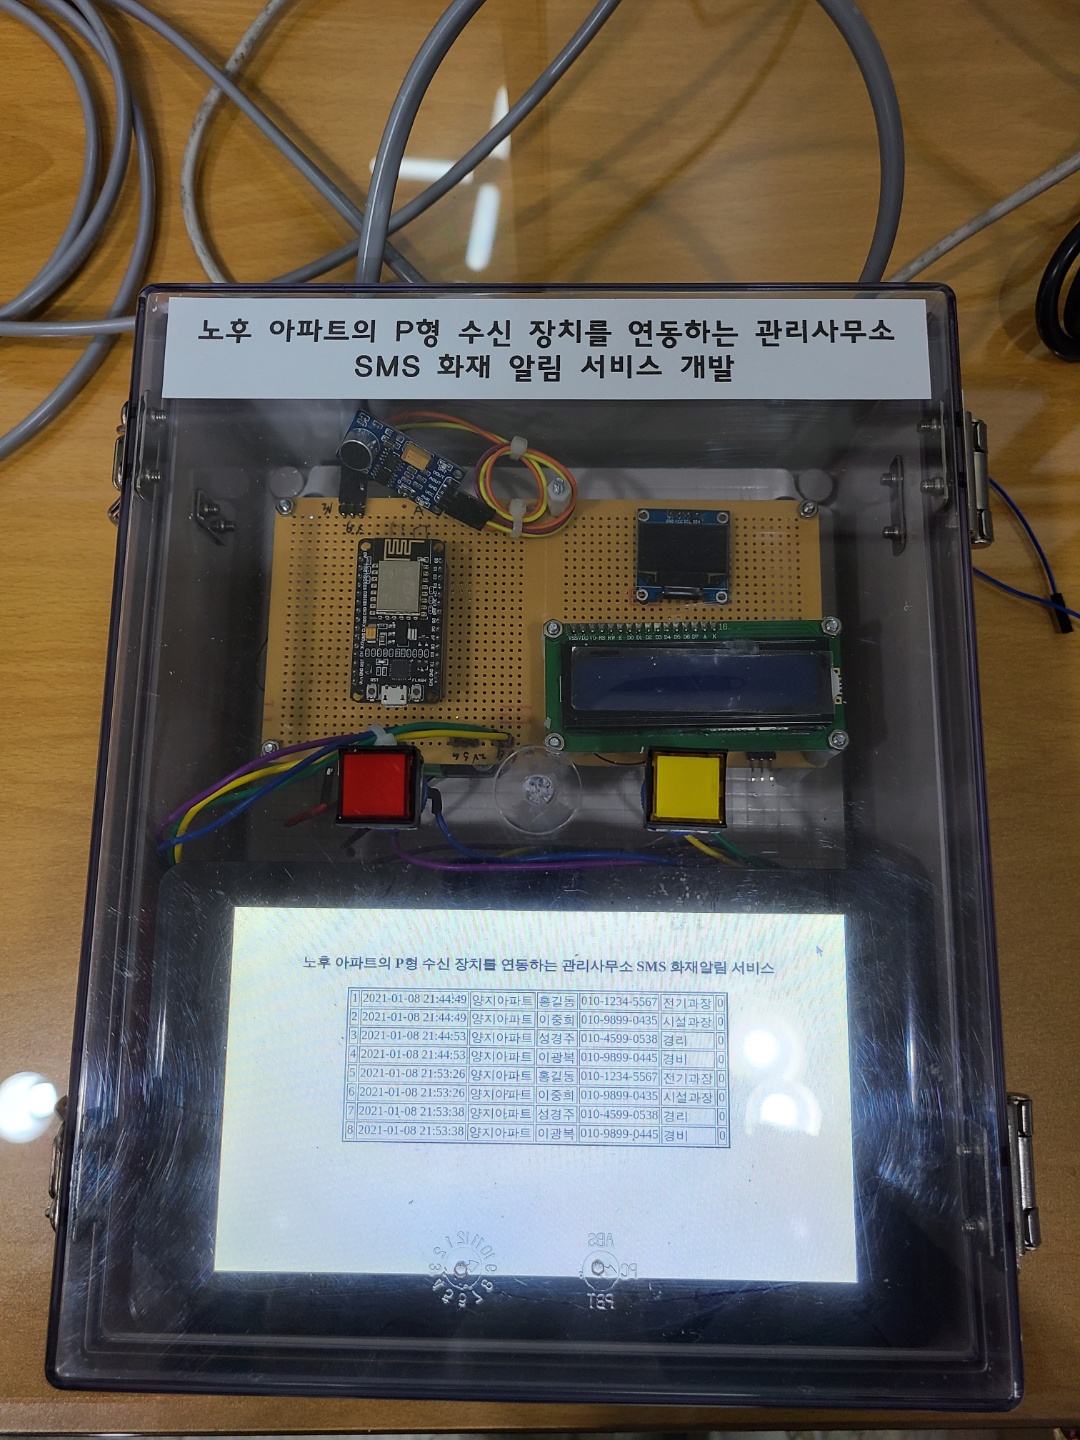 노후 아파트의 P형 수신 장치를 연동하는 관리사무소
SMS 화재 알림 서비스 개발
노후 아파트의 P형 수신 장치를 연동하는 관리사무소 SMS 화재알림 서비스
1 2021-01-08 21:44:49 양지아파트 홍길동 010-1234-5567 전기과장 0
2 2021-01-08 21:44:49 양지아파트 이중희 010-9899-0435 시설과장 0
3 2021-01-08 21:44:53 양지아파트 성경주 010-4599-0538 경리 0
4 2021-01-08 21:44:53 양지아파트 이광복 010-9899-0445 경비 0
5 2021-01-08 21:53:26 양지아파트 홍길동 010-1234-5567 전기과장 0
6 2021-01-08 21:53:26 양지아파트 이중희 010-9899-0435 시설과장 0
7 2021-01-08 21:53:38 양지아파트 성경주 010-4599-0538 경리 0
8 2021-01-08 21:53:38 양지아파트 이광복 010-9899-0445 경비 0
ABS
PC
PBT